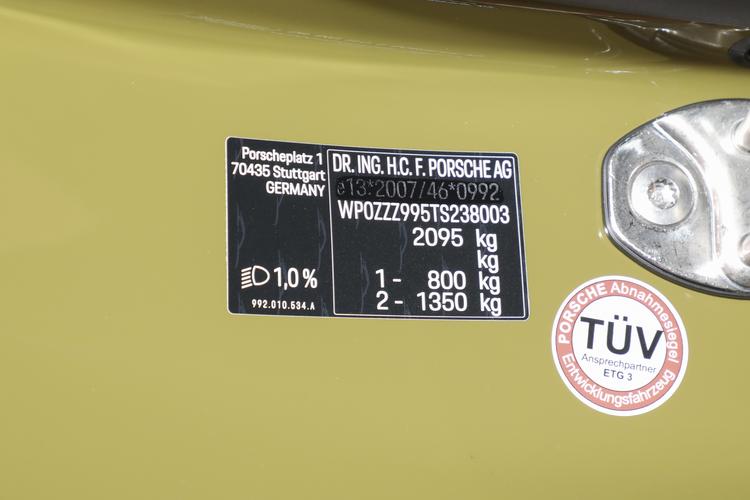 Porscheplatz 1
70435 Stuttgart
GERMANY
1,0 %
992.010.534.A
DR. ING. H.C. F. PORSCHE AG
e13*2007/46*0992
WP0ZZZ995TS238003
2095 kg
kg
1 - 800 kg
2 - 1350 kg
PORSCHE Abnahmesiegel
TÜV
Ansprechpartner
ETG 3
Entwicklungsfahrzeug